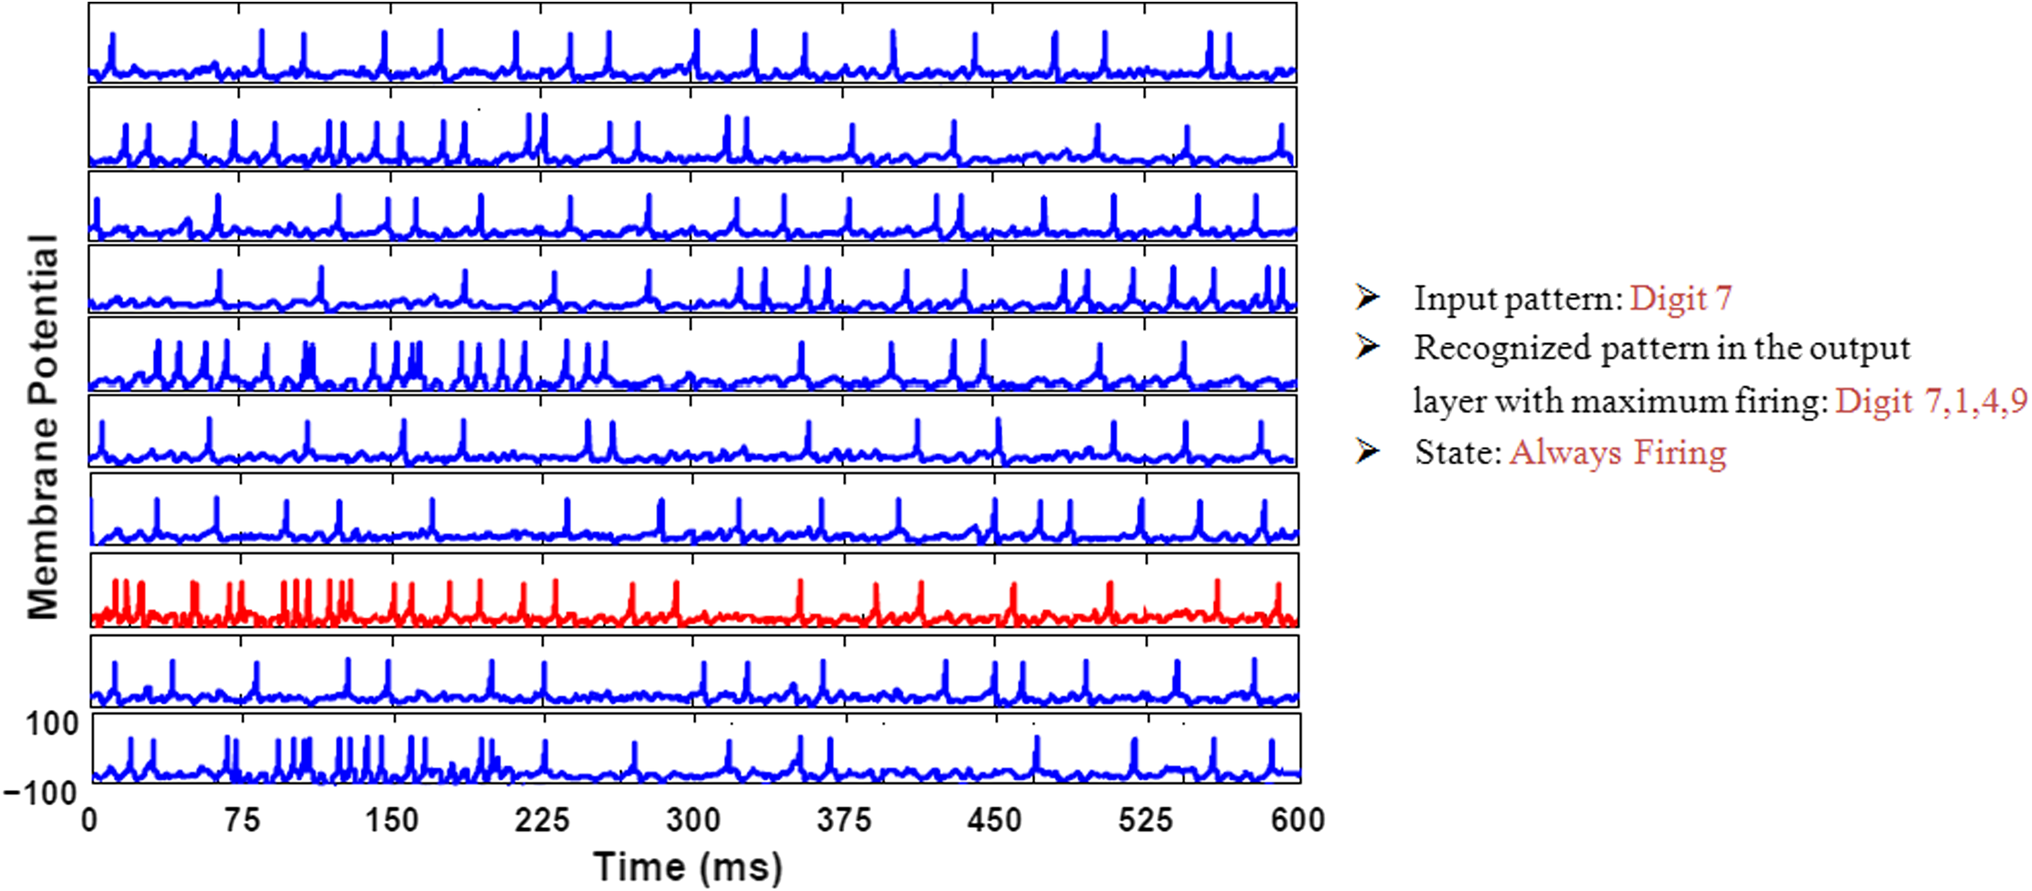 Membrane Potential
100
−100
0 75 150 225 300 375 450 525 600
Time (ms)
➢ Input pattern: Digit 7
➢ Recognized pattern in the output
layer with maximum firing: Digit 7,1,4,9
➢ State: Always Firing